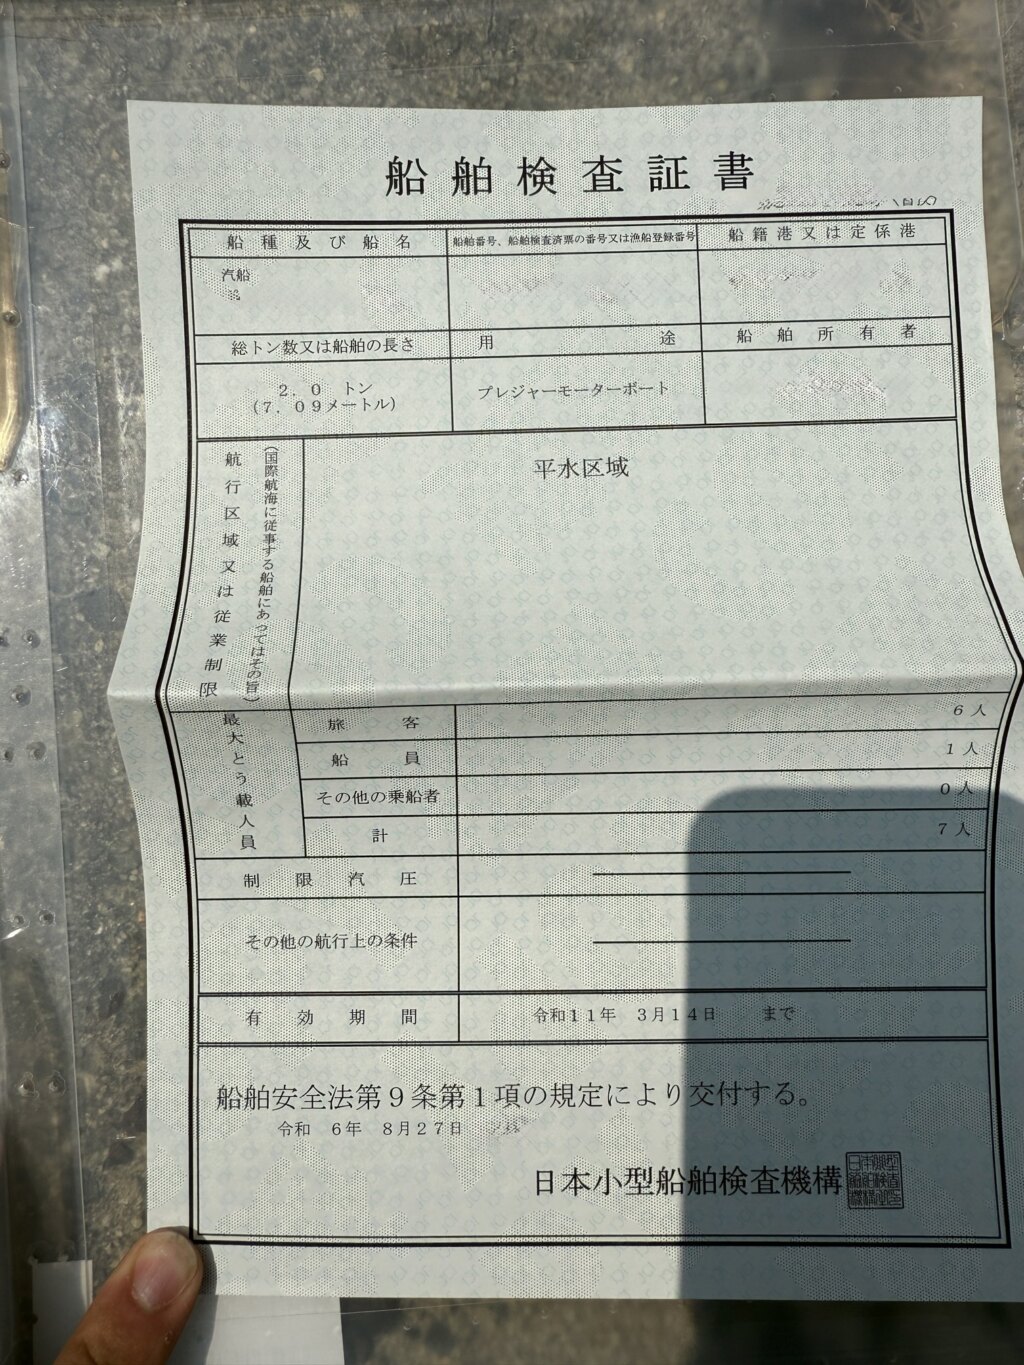 船舶検査証書
船種及び船名
船舶番号、船舶検査済票の番号又は漁船登録番号
船籍港又は定係港
汽船
総トン数又は船舶の長さ
用途
船舶所有者
２．０　トン
（７．０９メートル）
プレジャーモーターボート
航行区域又は従業制限
（国際航海に従事する船舶にあってはその旨）
平水区域
最大とう載人員
旅客
６人
船員
１人
その他の乗船者
０人
計
７人
制限汽圧
その他の航行上の条件
有効期間
令和１１年　３月１４日　まで
船舶安全法第９条第１項の規定により交付する。
令和　６年　８月２７日
日本小型船舶検査機構